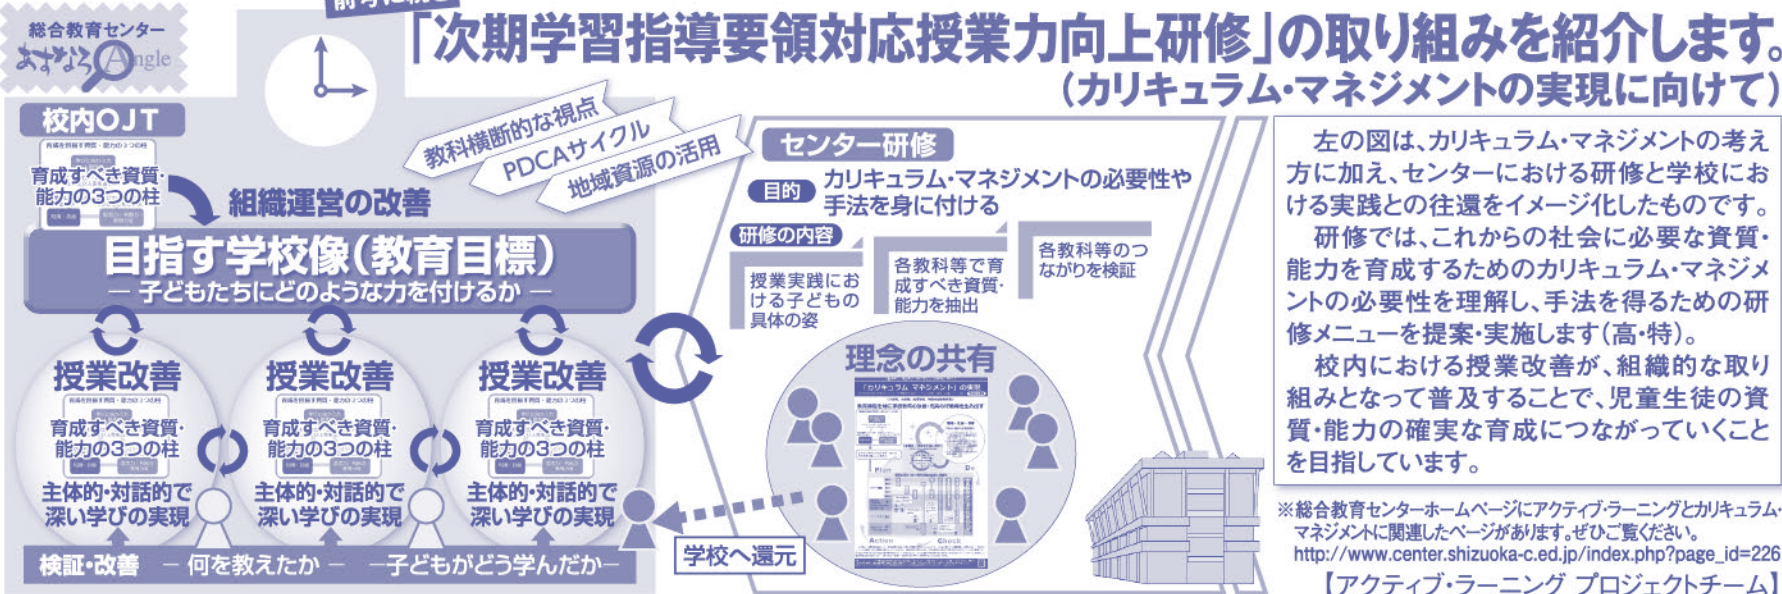 総合教育センター
あすなろ Angle
「次期学習指導要領対応授業力向上研修」の取り組みを紹介します。
(カリキュラム・マネジメントの実現に向けて)
校内OJT
育成すべき資質・
能力の3つの柱
組織運営の改善
教科横断的な視点
PDCAサイクル
地域資源の活用
目指す学校像(教育目標)
― 子どもたちにどのような力を付けるか ―
授業改善
育成すべき資質・
能力の3つの柱
主体的・対話的で
深い学びの実現
授業改善
育成すべき資質・
能力の3つの柱
主体的・対話的で
深い学びの実現
授業改善
育成すべき資質・
能力の3つの柱
主体的・対話的で
深い学びの実現
検証・改善 ― 何を教えたか ― ―子どもがどう学んだか―
センター研修
目的 カリキュラム・マネジメントの必要性や
手法を身に付ける
研修の内容
授業実践にお
ける子どもの
具体の姿
各教科等で育
成すべき資質・
能力を抽出
各教科等のつ
ながりを検証
理念の共有
「カリキュラム マネジメント」の実現
Plan
Do
Action
Check
学校へ還元
左の図は、カリキュラム・マネジメントの考え
方に加え、センターにおける研修と学校にお
ける実践との往還をイメージ化したものです。
研修では、これからの社会に必要な資質・
能力を育成するためのカリキュラム・マネジメ
ントの必要性を理解し、手法を得るための研
修メニューを提案・実施します(高・特)。
校内における授業改善が、組織的な取り
組みとなって普及することで、児童生徒の資
質・能力の確実な育成につながっていくこと
を目指しています。
※総合教育センターホームページにアクティブ・ラーニングとカリキュラム・
マネジメントに関連したページがあります。ぜひご覧ください。
http://www.center.shizuoka-c.ed.jp/index.php?page_id=226
【アクティブ・ラーニング プロジェクトチーム】